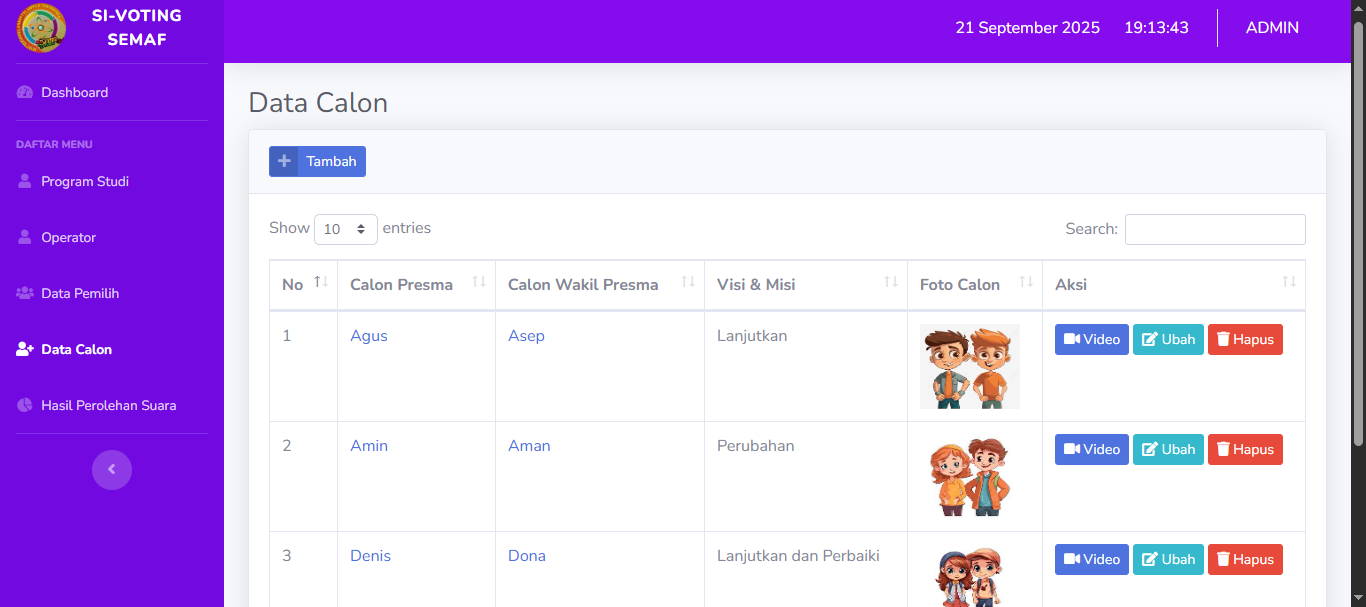 SI-VOTING
SEMAF
21 September 2025 19:13:43 ADMIN
Dashboard
DAFTAR MENU
Program Studi
Operator
Data Pemilih
Data Calon
Hasil Perolehan Suara
Data Calon
Tambah
Show 10 entries
Search:
No Calon Presma Calon Wakil Presma Visi & Misi Foto Calon Aksi
1 Agus Asep Lanjutkan Video Ubah Hapus
2 Amin Aman Perubahan Video Ubah Hapus
3 Denis Dona Lanjutkan dan Perbaiki Video Ubah Hapus